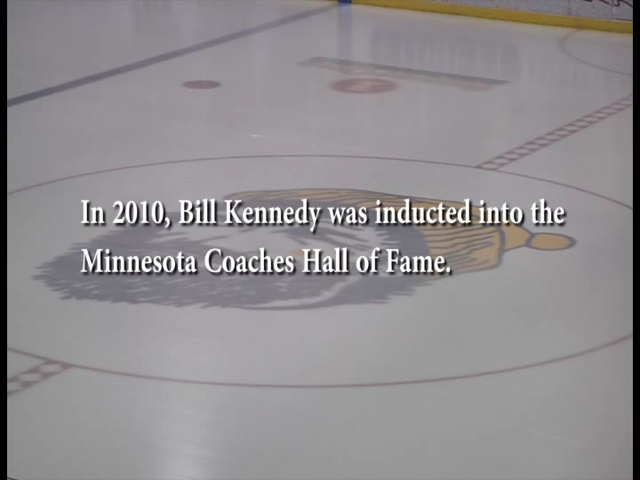 In 2010, Bill Kennedy was inducted into the
Minnesota Coaches Hall of Fame.